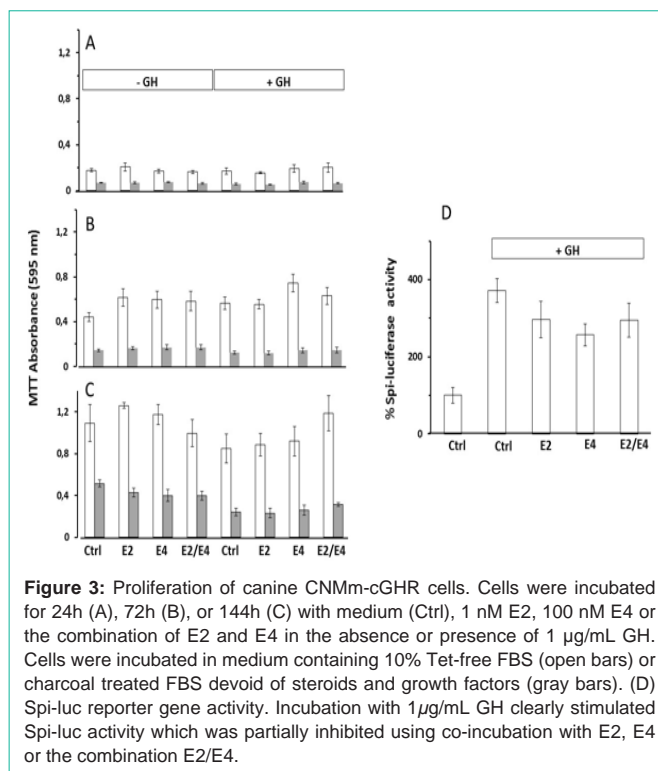 A
1,2
0,8
0,4
0
- GH
+ GH
B
1,2
0,8
0,4
0
C
1,2
0,8
0,4
0
MTT Absorbance (595 nm)
Ctrl E2 E4 E2/E4 Ctrl E2 E4 E2/E4
D
+ GH
% Spi-luciferase activity
400
200
0
Ctrl Ctrl E2 E4 E2/E4
Figure 3: Proliferation of canine CNMm-cGHR cells. Cells were incubated
for 24h (A), 72h (B), or 144h (C) with medium (Ctrl), 1 nM E2, 100 nM E4 or
the combination of E2 and E4 in the absence or presence of 1 µg/mL GH.
Cells were incubated in medium containing 10% Tet-free FBS (open bars) or
charcoal treated FBS devoid of steroids and growth factors (gray bars). (D)
Spi-luc reporter gene activity. Incubation with 1µg/mL GH clearly stimulated
Spi-luc activity which was partially inhibited using co-incubation with E2, E4
or the combination E2/E4.